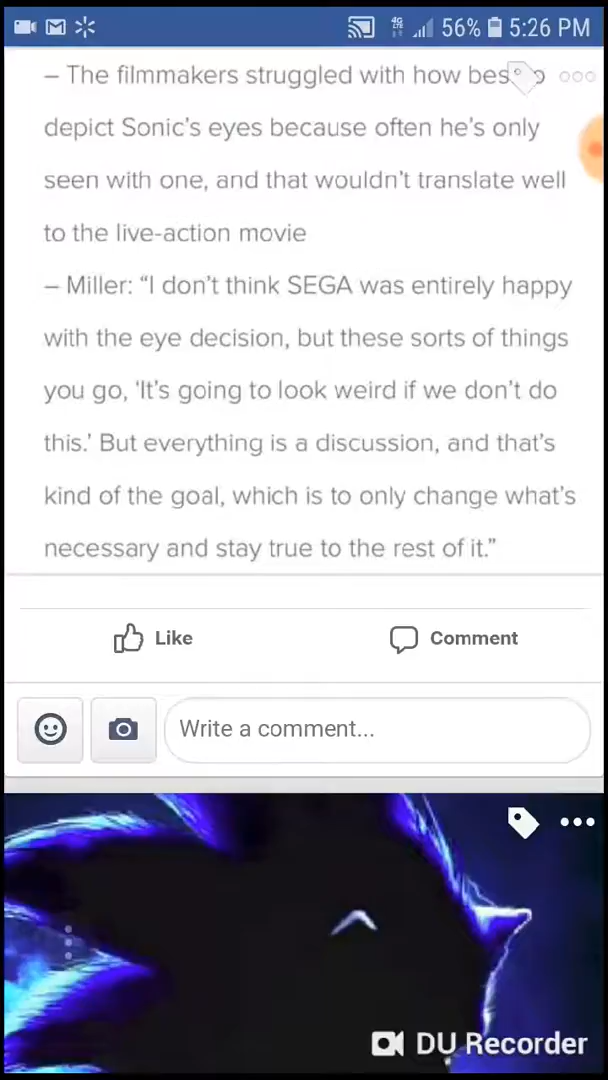 4G LTE 56% 5:26 PM
– The filmmakers struggled with how bes o
depict Sonic's eyes because often he's only
seen with one, and that wouldn't translate well
to the live-action movie
– Miller: “I don't think SEGA was entirely happy
with the eye decision, but these sorts of things
you go, ‘It's going to look weird if we don't do
this.’ But everything is a discussion, and that's
kind of the goal, which is to only change what's
necessary and stay true to the rest of it.”
Like Comment
Write a comment...
DU Recorder